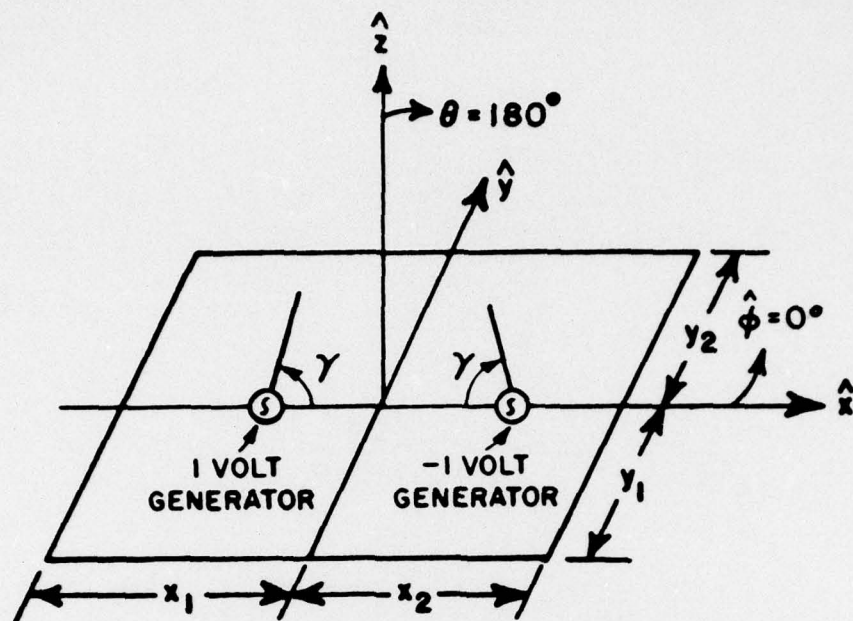 ẑ
θ = 180°
ŷ
y₂
φ̂ = 0°
γ
γ
S
S
x̂
1 VOLT
GENERATOR
-1 VOLT
GENERATOR
y₁
x₁
x₂